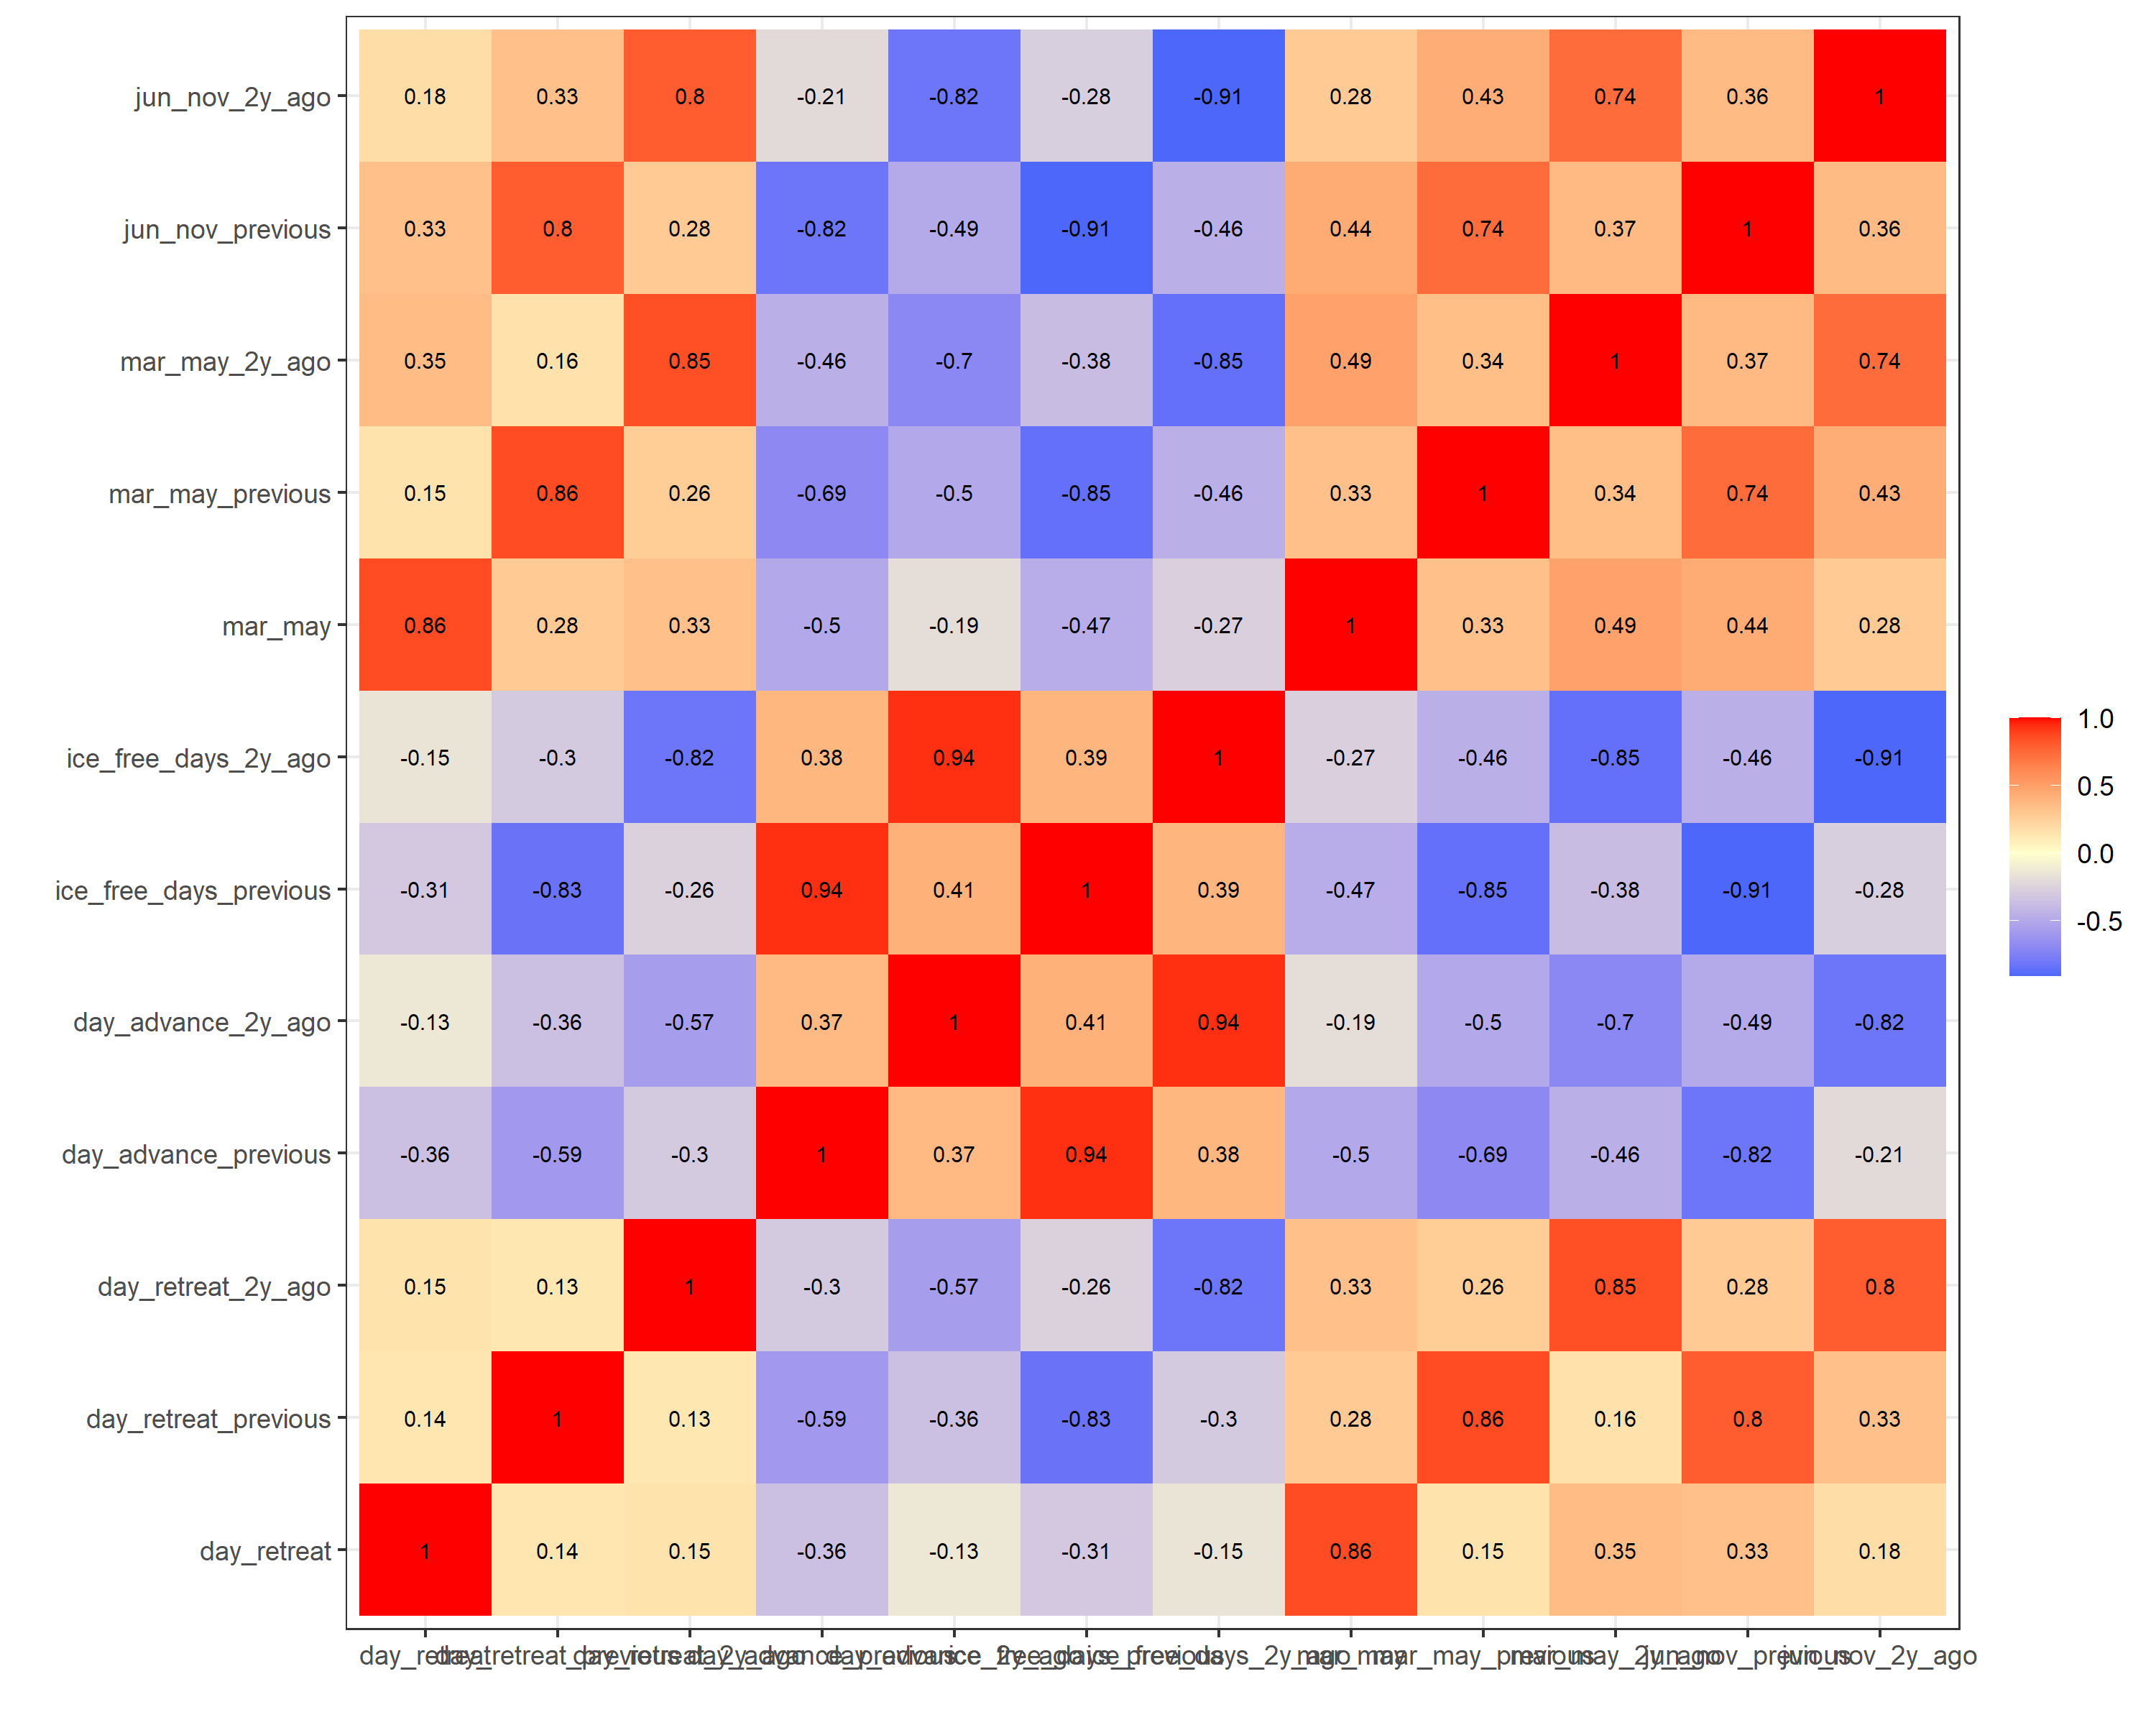 jun_nov_2y_ago 0.18 0.33 0.8 -0.21 -0.82 -0.28 -0.91 0.28 0.43 0.74 0.36 1
jun_nov_previous 0.33 0.8 0.28 -0.82 -0.49 -0.91 -0.46 0.44 0.74 0.37 1 0.36
mar_may_2y_ago 0.35 0.16 0.85 -0.46 -0.7 -0.38 -0.85 0.49 0.34 1 0.37 0.74
mar_may_previous 0.15 0.86 0.26 -0.69 -0.5 -0.85 -0.46 0.33 1 0.34 0.74 0.43
mar_may 0.86 0.28 0.33 -0.5 -0.19 -0.47 -0.27 1 0.33 0.49 0.44 0.28
ice_free_days_2y_ago -0.15 -0.3 -0.82 0.38 0.94 0.39 1 -0.27 -0.46 -0.85 -0.46 -0.91
ice_free_days_previous -0.31 -0.83 -0.26 0.94 0.41 1 0.39 -0.47 -0.85 -0.38 -0.91 -0.28
day_advance_2y_ago -0.13 -0.36 -0.57 0.37 1 0.41 0.94 -0.19 -0.5 -0.7 -0.49 -0.82
day_advance_previous -0.36 -0.59 -0.3 1 0.37 0.94 0.38 -0.5 -0.69 -0.46 -0.82 -0.21
day_retreat_2y_ago 0.15 0.13 1 -0.3 -0.57 -0.26 -0.82 0.33 0.26 0.85 0.28 0.8
day_retreat_previous 0.14 1 0.13 -0.59 -0.36 -0.83 -0.3 0.28 0.86 0.16 0.8 0.33
day_retreat 1 0.14 0.15 -0.36 -0.13 -0.31 -0.15 0.86 0.15 0.35 0.33 0.18
day_retreat day_retreat_previous day_retreat_2y_ago day_advance_previous day_advance_2y_ago ice_free_days_previous ice_free_days_2y_ago mar_may mar_may_previous mar_may_2y_ago jun_nov_previous jun_nov_2y_ago
1.0
0.5
0.0
-0.5